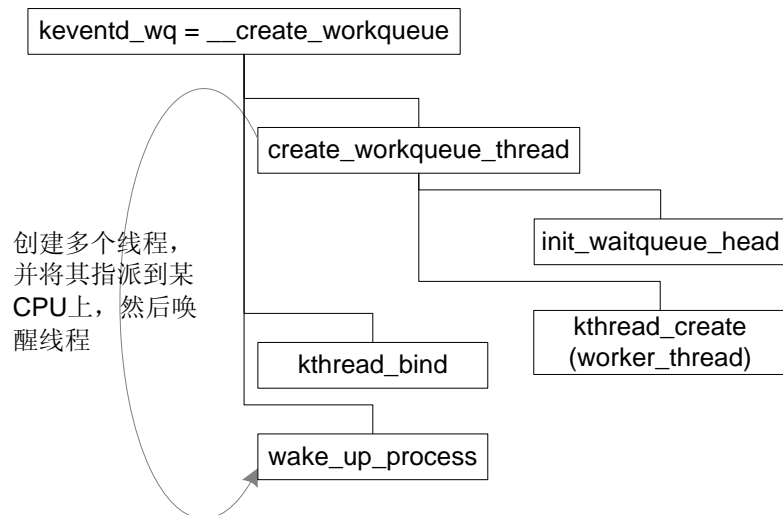 keventd_wq = __create_workqueue
create_workqueue_thread
init_waitqueue_head
创建多个线程，
并将其指派到某
CPU上，然后唤
醒线程
kthread_create
(worker_thread)
kthread_bind
wake_up_process